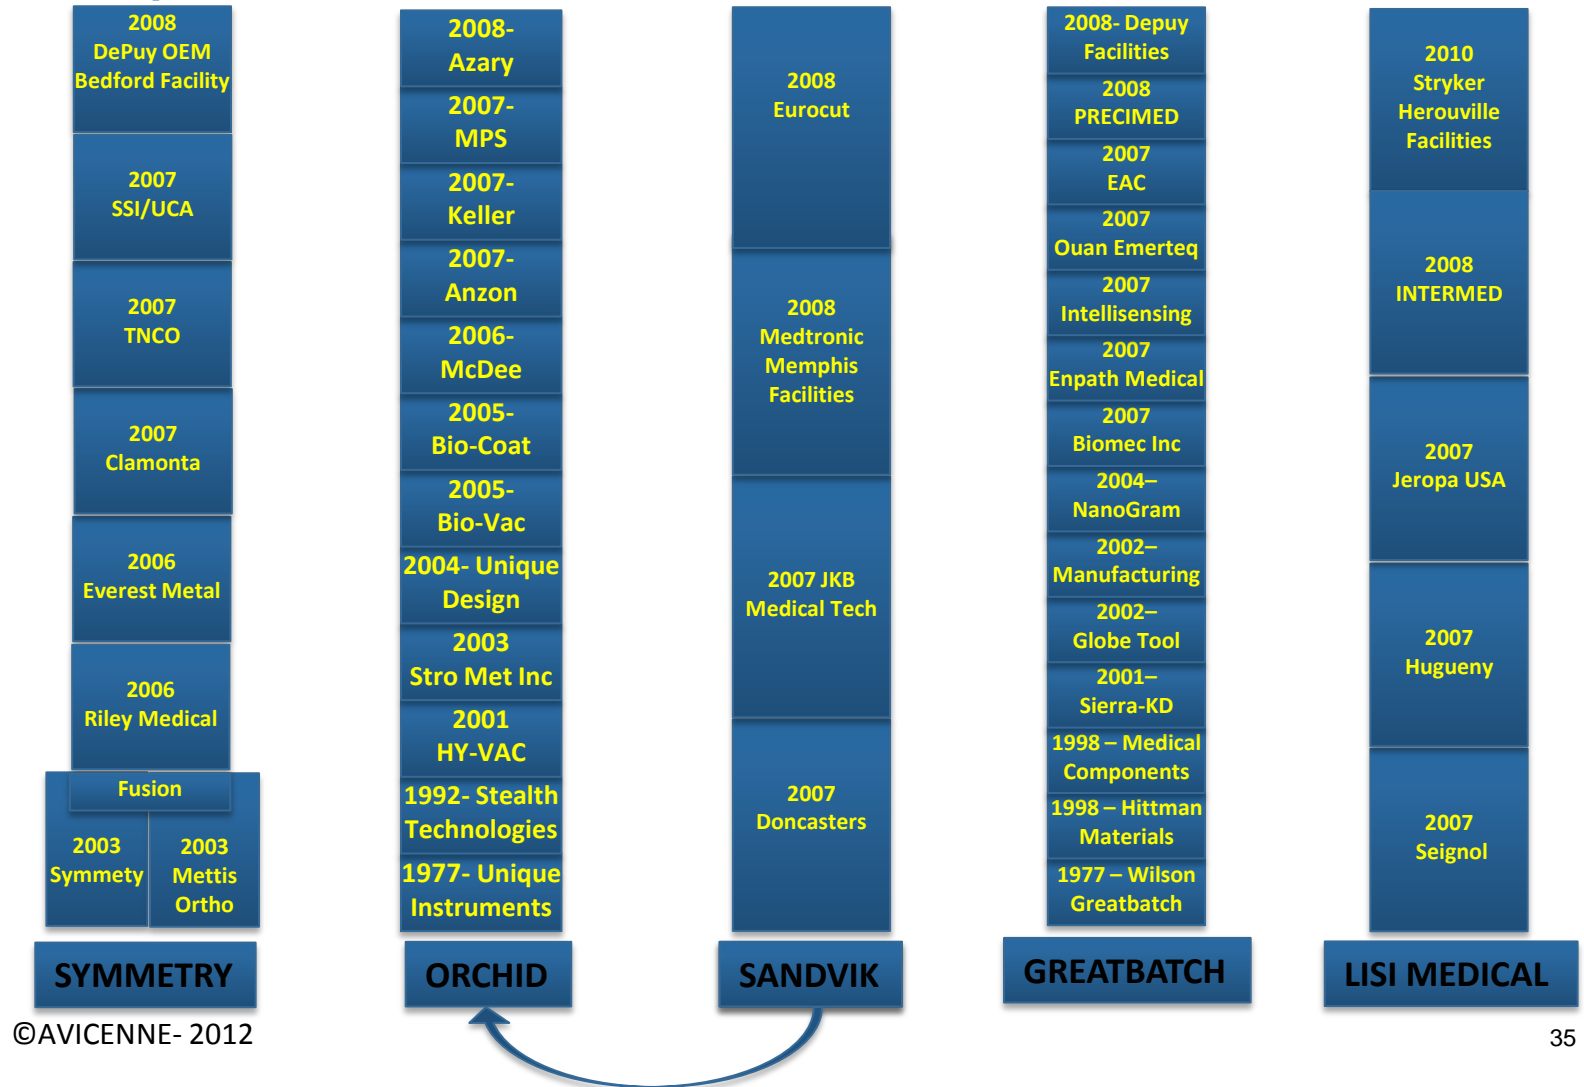 2008
DePuy OEM
Bedford Facility
2007
SSI/UCA
2007
TNCO
2007
Clamonta
2006
Everest Metal
2006
Riley Medical
Fusion
2003
Symmety
2003
Mettis
Ortho
SYMMETRY
2008-
Azary
2007-
MPS
2007-
Keller
2007-
Anzon
2006-
McDee
2005-
Bio-Coat
2005-
Bio-Vac
2004- Unique
Design
2003
Stro Met Inc
2001
HY-VAC
1992- Stealth
Technologies
1977- Unique
Instruments
ORCHID
2008
Eurocut
2008
Medtronic
Memphis
Facilities
2007 JKB
Medical Tech
2007
Doncasters
SANDVIK
2008- Depuy
Facilities
2008
PRECIMED
2007
EAC
2007
Ouan Emerteq
2007
Intellisensing
2007
Enpath Medical
2007
Biomec Inc
2004–
NanoGram
2002–
Manufacturing
2002–
Globe Tool
2001–
Sierra-KD
1998 – Medical
Components
1998 – Hittman
Materials
1977 – Wilson
Greatbatch
GREATBATCH
2010
Stryker
Herouville
Facilities
2008
INTERMED
2007
Jeropa USA
2007
Hugueny
2007
Seignol
LISI MEDICAL
©AVICENNE- 2012
35